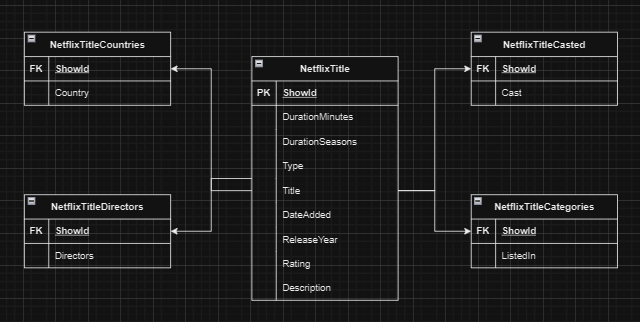 NetflixTitleCountries
FK ShowId
Country
NetflixTitle
PK ShowId
DurationMinutes
DurationSeasons
Type
Title
DateAdded
ReleaseYear
Rating
Description
NetflixTitleCasted
FK ShowId
Cast
NetflixTitleDirectors
FK ShowId
Directors
NetflixTitleCategories
FK ShowId
ListedIn